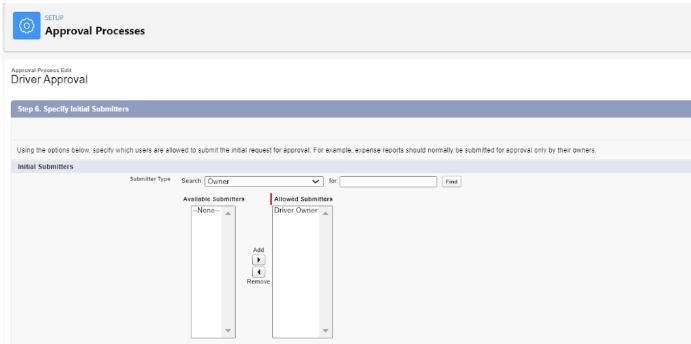 SETUP
Approval Processes
Approval Process Edit
Driver Approval
Step 6. Specify Initial Submitters
Using the options below, specify which users are allowed to submit the initial request for approval. For example, expense reports should normally be submitted for approval only by their owners.
Initial Submitters
Submitter Type Search: Owner for: Find
Available Submitters Allowed Submitters
--None-- Driver Owner
Add
Remove